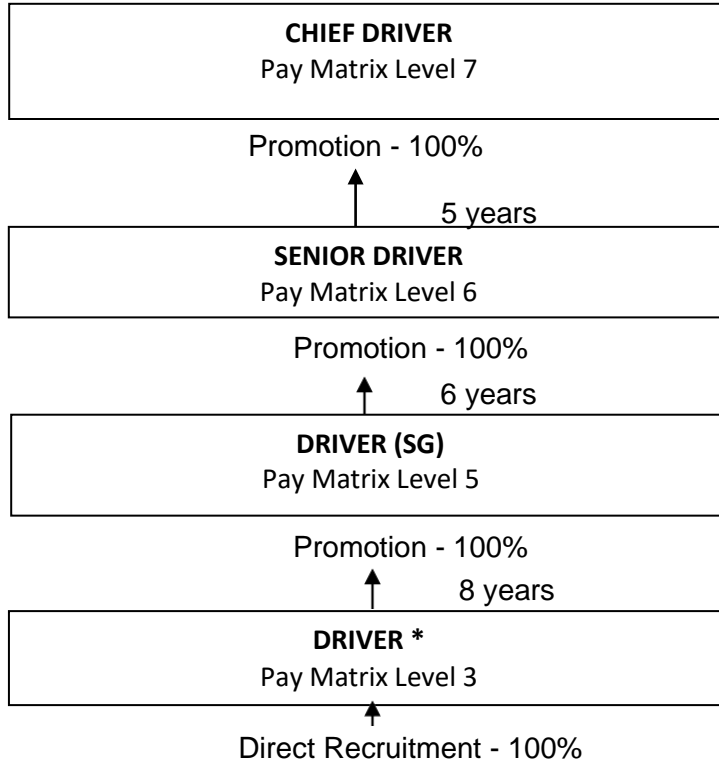 CHIEF DRIVER
Pay Matrix Level 7
Promotion - 100%
5 years
SENIOR DRIVER
Pay Matrix Level 6
Promotion - 100%
6 years
DRIVER (SG)
Pay Matrix Level 5
Promotion - 100%
8 years
DRIVER *
Pay Matrix Level 3
Direct Recruitment - 100%